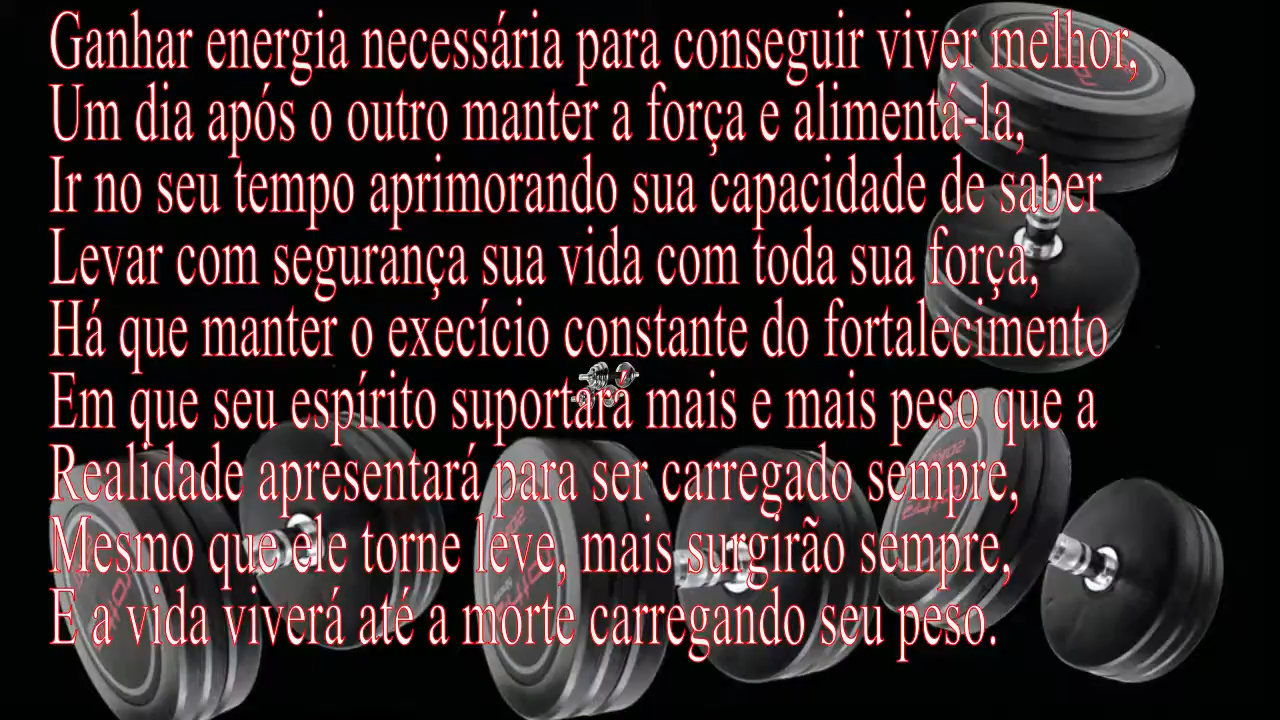 Ganhar energia necessária para conseguir viver melhor,
Um dia após o outro manter a força e alimentá-la,
Ir no seu tempo aprimorando sua capacidade de saber
Levar com segurança sua vida com toda sua força,
Há que manter o execício constante do fortalecimento
Em que seu espírito suportará mais e mais peso que a
Realidade apresentará para ser carregado sempre,
Mesmo que ele torne leve, mais surgirão sempre,
E a vida viverá até a morte carregando seu peso.